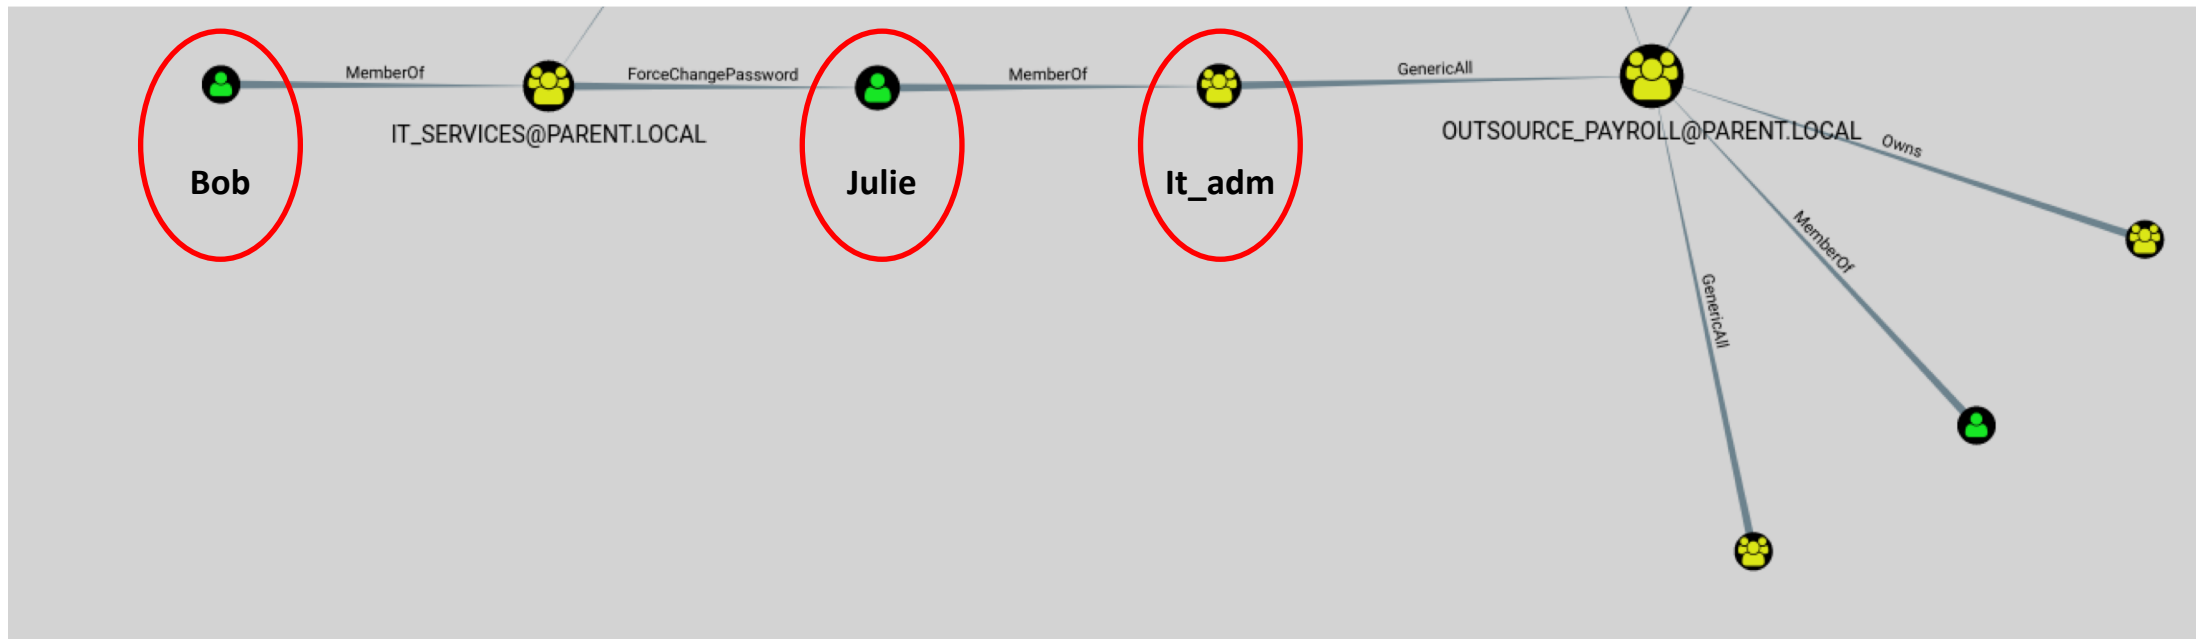 MemberOf
ForceChangePassword
MemberOf
GenericAll
IT_SERVICES@PARENT.LOCAL
OUTSOURCE_PAYROLL@PARENT.LOCAL
Owns
Bob
Julie
It_adm
MemberOf
GenericAll